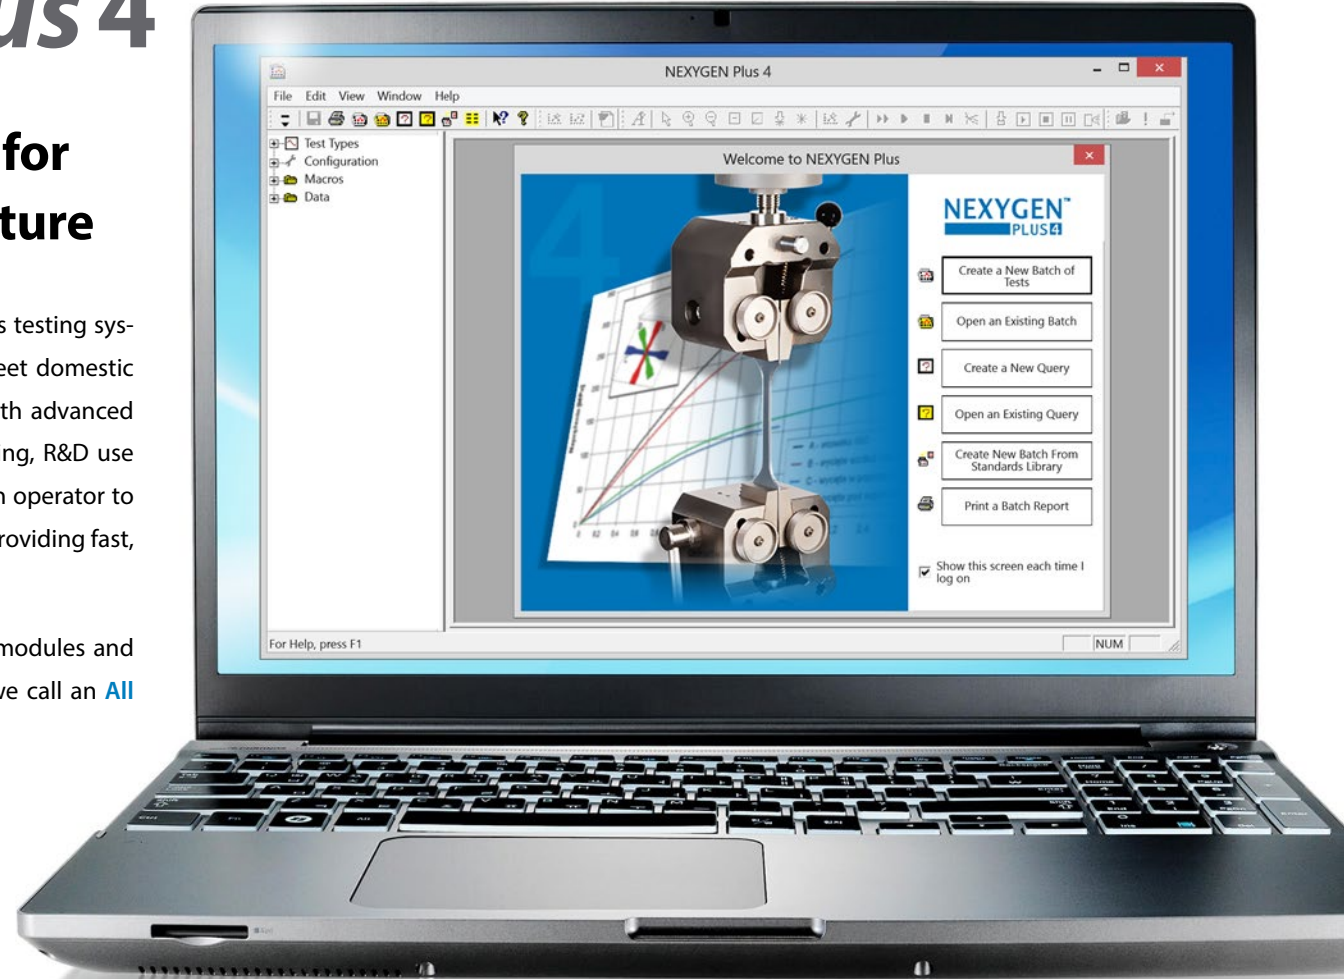 us 4
for
ture
s testing sys-
eet domestic
th advanced
ing, R&D use
n operator to
roviding fast,
modules and
ve call an All
NEXYGEN Plus 4
File Edit View Window Help
Test Types
Configuration
Macros
Data
Welcome to NEXYGEN Plus
4
NEXYGEN™
PLUS4
Create a New Batch of
Tests
Open an Existing Batch
Create a New Query
Open an Existing Query
Create New Batch From
Standards Library
Print a Batch Report
Show this screen each time I
log on
For Help, press F1
NUM